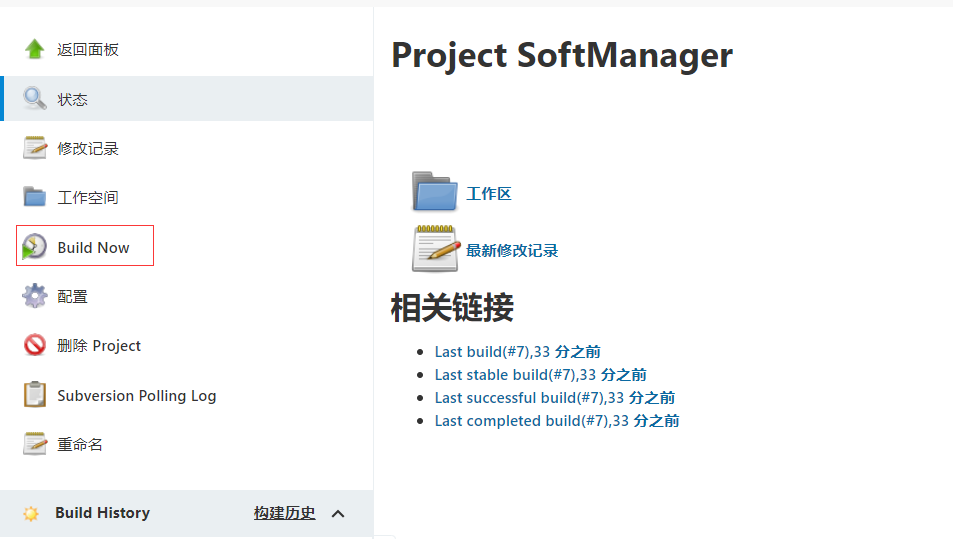 返回面板
状态
修改记录
工作空间
Build Now
配置
删除 Project
Subversion Polling Log
重命名
Build History 构建历史
Project SoftManager
工作区
最新修改记录
相关链接
Last build(#7),33 分之前
Last stable build(#7),33 分之前
Last successful build(#7),33 分之前
Last completed build(#7),33 分之前